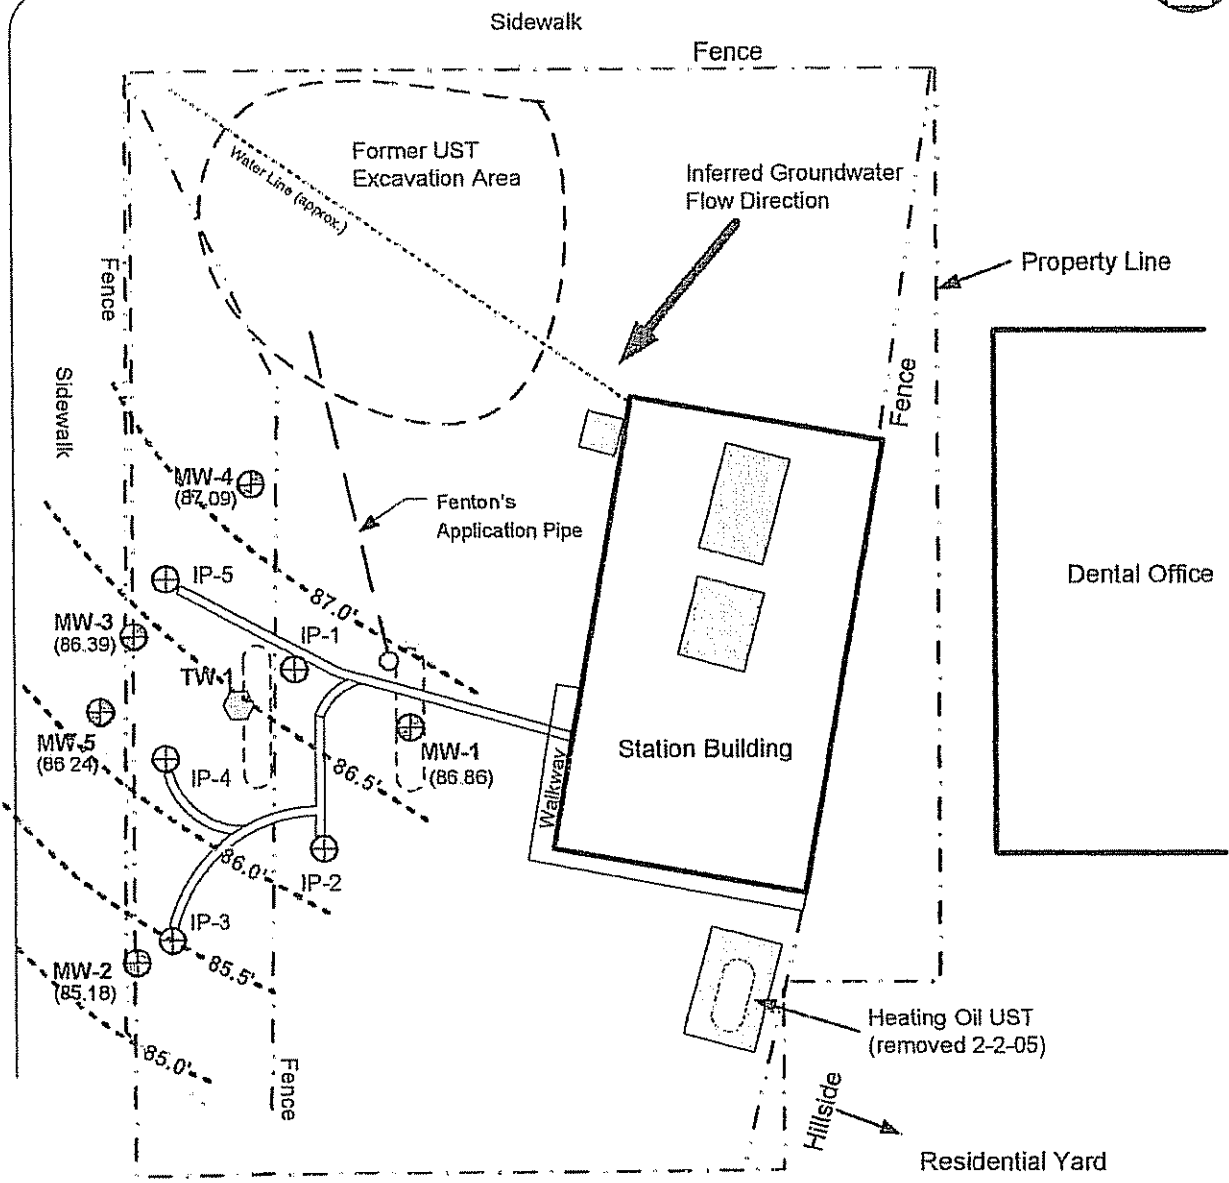 Sidewalk
Fence
Former UST
Excavation Area
Water Line (approx.)
Inferred Groundwater
Flow Direction
Property Line
Fence
Fence
Sidewalk
MW-4
(87.09)
Fenton's
Application Pipe
Dental Office
IP-5
87.0'
MW-3
(86.39)
IP-1
TW-1
MW-5
(86 24)
IP-4
86.5'
MW-1
(86.86)
Station Building
Walkway
86.0'
IP-2
IP-3
MW-2
(85.18)
85.5'
85.0'
Fence
Heating Oil UST
(removed 2-2-05)
Hillside
Residential Yard